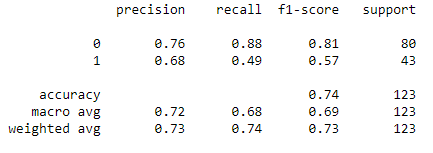 precision recall f1-score support
0 0.76 0.88 0.81 80
1 0.68 0.49 0.57 43
accuracy 0.74 123
macro avg 0.72 0.68 0.69 123
weighted avg 0.73 0.74 0.73 123